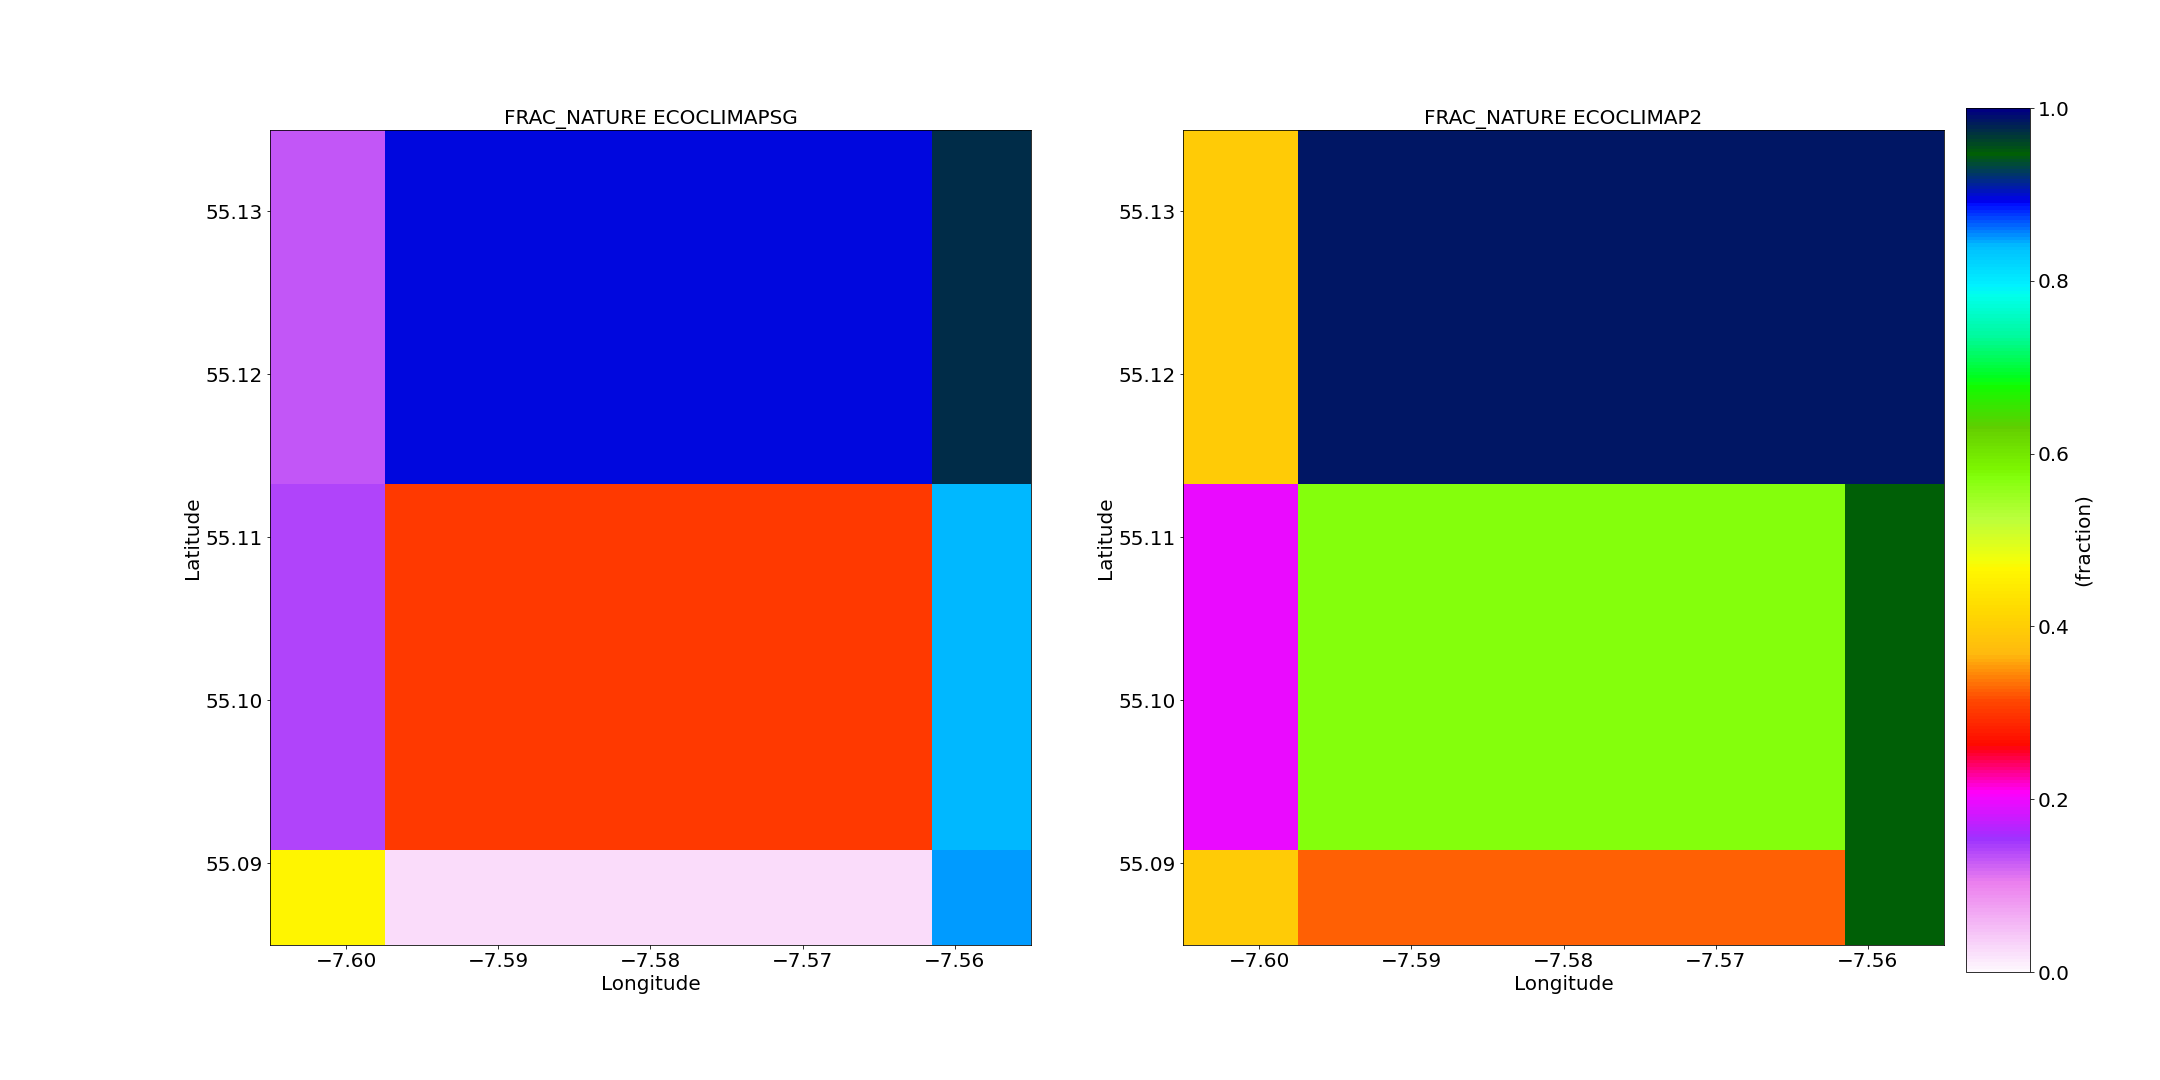 FRAC_NATURE ECOCLIMAPSG
55.13
55.12
55.11
55.10
55.09
Latitude
−7.60 −7.59 −7.58 −7.57 −7.56
Longitude
FRAC_NATURE ECOCLIMAP2
55.13
55.12
55.11
55.10
55.09
Latitude
−7.60 −7.59 −7.58 −7.57 −7.56
Longitude
1.0
0.8
0.6
0.4
0.2
0.0
(fraction)